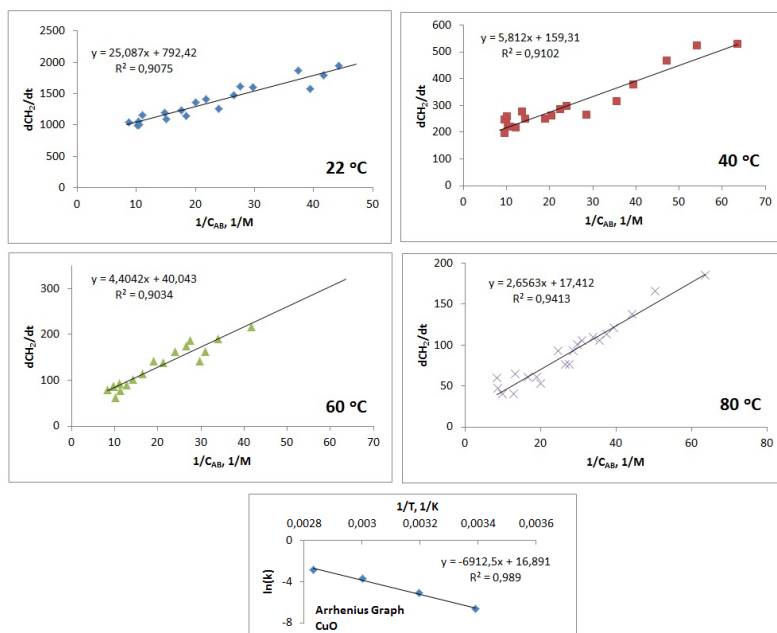 y = 25,087x + 792,42
R² = 0,9075
dCH₂/dt
2500
2000
1500
1000
500
0
0 10 20 30 40 50
1/C_AB, 1/M
22 °C
y = 5,812x + 159,31
R² = 0,9102
dCH₂/dt
600
500
400
300
200
100
0
0 10 20 30 40 50 60 70
1/C_AB, 1/M
40 °C
y = 4,4042x + 40,043
R² = 0,9034
dCH₂/dt
300
200
100
0
0 10 20 30 40 50 60 70
1/C_AB, 1/M
60 °C
y = 2,6563x + 17,412
R² = 0,9413
dCH₂/dt
200
150
100
50
0
0 20 40 60 80
1/C_AB, 1/M
80 °C
1/T, 1/K
0,0028 0,003 0,0032 0,0034 0,0036
0
-4
-8
ln(k)
y = -6912,5x + 16,891
R² = 0,989
Arrhenius Graph
CuO